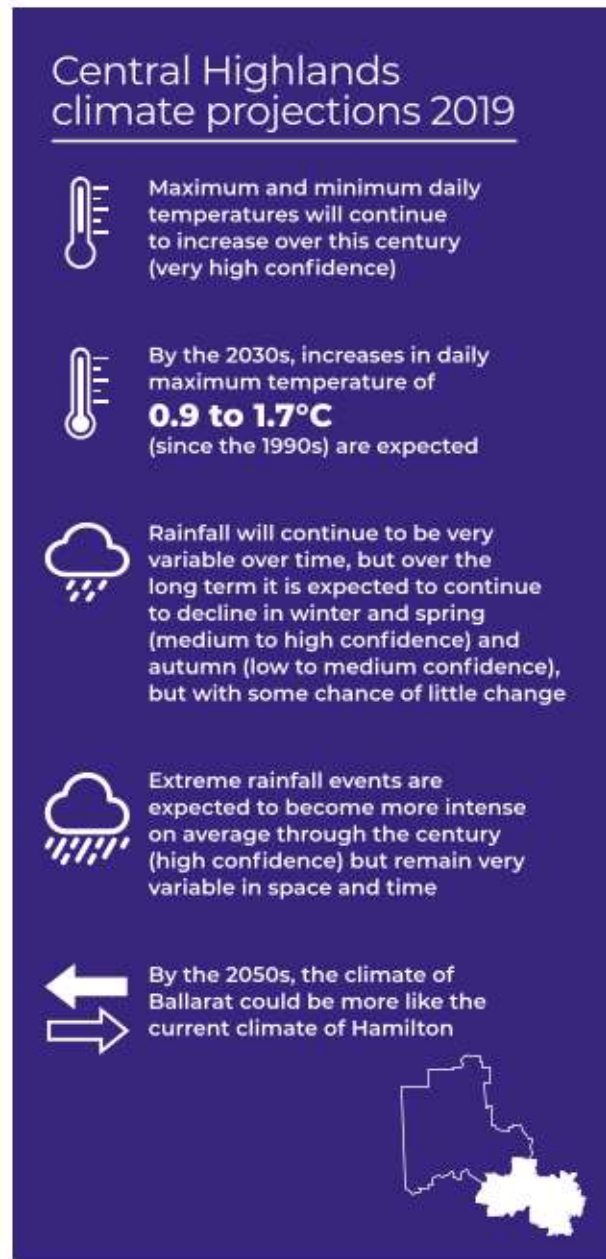 Central Highlands
climate projections 2019
Maximum and minimum daily
temperatures will continue
to increase over this century
(very high confidence)
By the 2030s, increases in daily
maximum temperature of
0.9 to 1.7°C
(since the 1990s) are expected
Rainfall will continue to be very
variable over time, but over the
long term it is expected to continue
to decline in winter and spring
(medium to high confidence) and
autumn (low to medium confidence),
but with some chance of little change
Extreme rainfall events are
expected to become more intense
on average through the century
(high confidence) but remain very
variable in space and time
By the 2050s, the climate of
Ballarat could be more like the
current climate of Hamilton